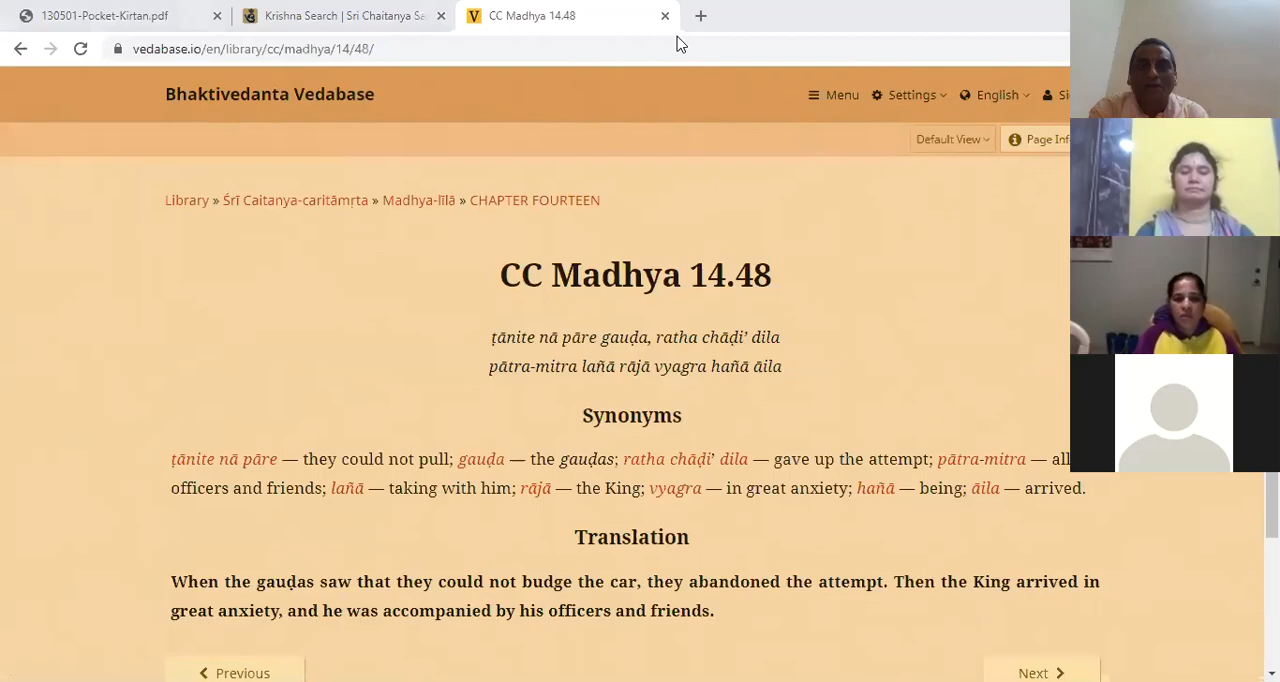 130501-Pocket-Kirtan.pdf
Krishna Search | Sri Chaitanya Sa
CC Madhya 14.48
vedabase.io/en/library/cc/madhya/14/48/
Bhaktivedanta Vedabase
Menu
Settings
English
Default View
Page
Library » Śrī Caitanya-caritāmṛta » Madhya-līlā » CHAPTER FOURTEEN
CC Madhya 14.48
ṭānite nā pāre gauḍa, ratha chāḍi’ dila
pātra-mitra lañā rājā vyagra hañā āila
Synonyms
ṭānite nā pāre — they could not pull; gauḍa — the gauḍas; ratha chāḍi’ dila — gave up the attempt; pātra-mitra — all
officers and friends; lañā — taking with him; rājā — the King; vyagra — in great anxiety; hañā — being; āila — arrived.
Translation
When the gauḍas saw that they could not budge the car, they abandoned the attempt. Then the King arrived in
great anxiety, and he was accompanied by his officers and friends.
Previous
Next